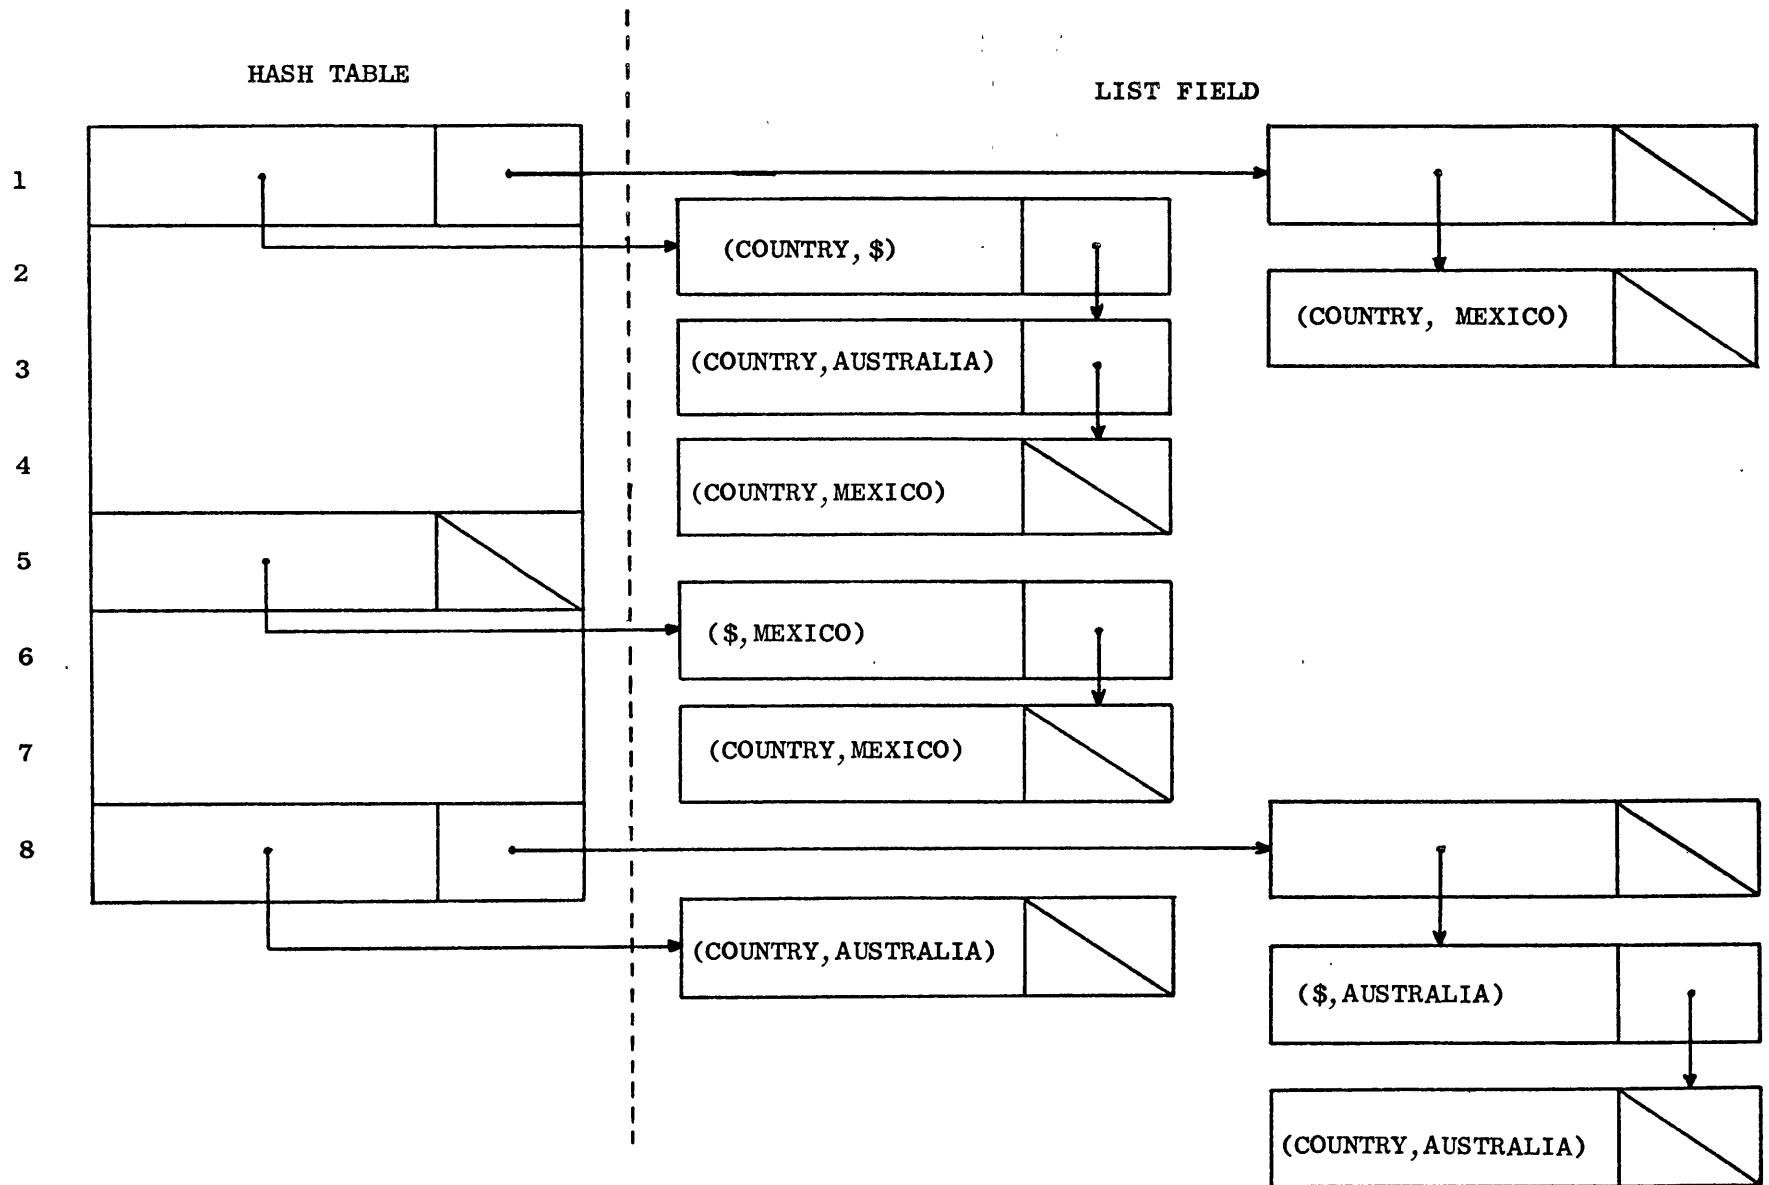 HASH TABLE
LIST FIELD
1
2
(COUNTRY, $)
(COUNTRY, MEXICO)
3
(COUNTRY, AUSTRALIA)
4
(COUNTRY, MEXICO)
5
6
($, MEXICO)
7
(COUNTRY, MEXICO)
8
(COUNTRY, AUSTRALIA)
($, AUSTRALIA)
(COUNTRY, AUSTRALIA)